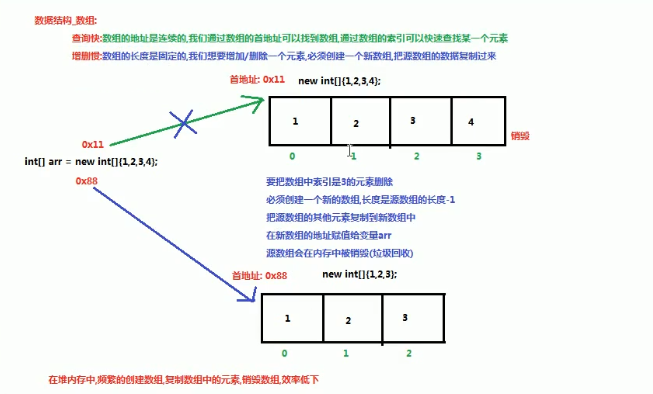 数据结构_数组:
查询快:数组的地址是连续的,我们通过数组的首地址可以找到数组,通过数组的索引可以快速查找某一个元素
增删慢:数组的长度是固定的,我们想要增加/删除一个元素,必须创建一个新数组,把源数组的数据复制过来
首地址: 0x11 new int[]{1,2,3,4};
1 2 3 4
销毁
0x11
0 1 2 3
int[] arr = new int[]{1,2,3,4};
0x88
要把数组中索引是3的元素删除
必须创建一个新的数组,长度是源数组的长度-1
把源数组的其他元素复制到新数组中
在新数组的地址赋值给变量arr
源数组会在内存中被销毁(垃圾回收)
首地址: 0x88 new int[]{1,2,3};
1 2 3
0 1 2
在堆内存中,频繁的创建数组,复制数组中的元素,销毁数组,效率低下